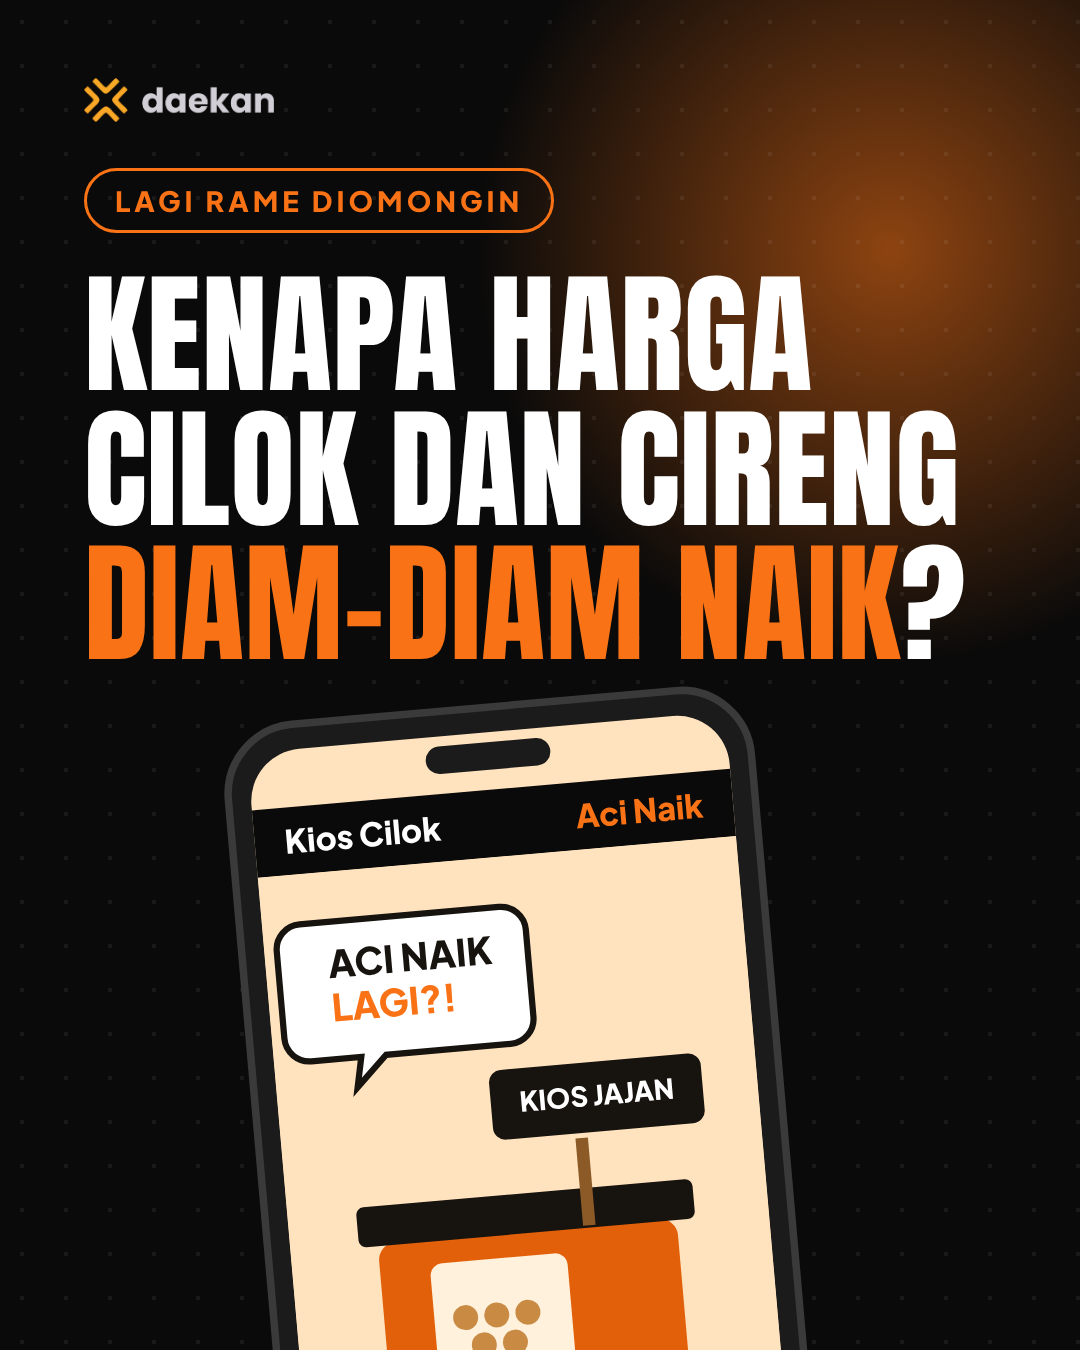 daekan
LAGI RAME DIOMONGIN
KENAPA HARGA
CILOK DAN CIRENG
DIAM-DIAM NAIK?
Kios Cilok
Aci Naik
ACI NAIK
LAGI?!
KIOS JAJAN